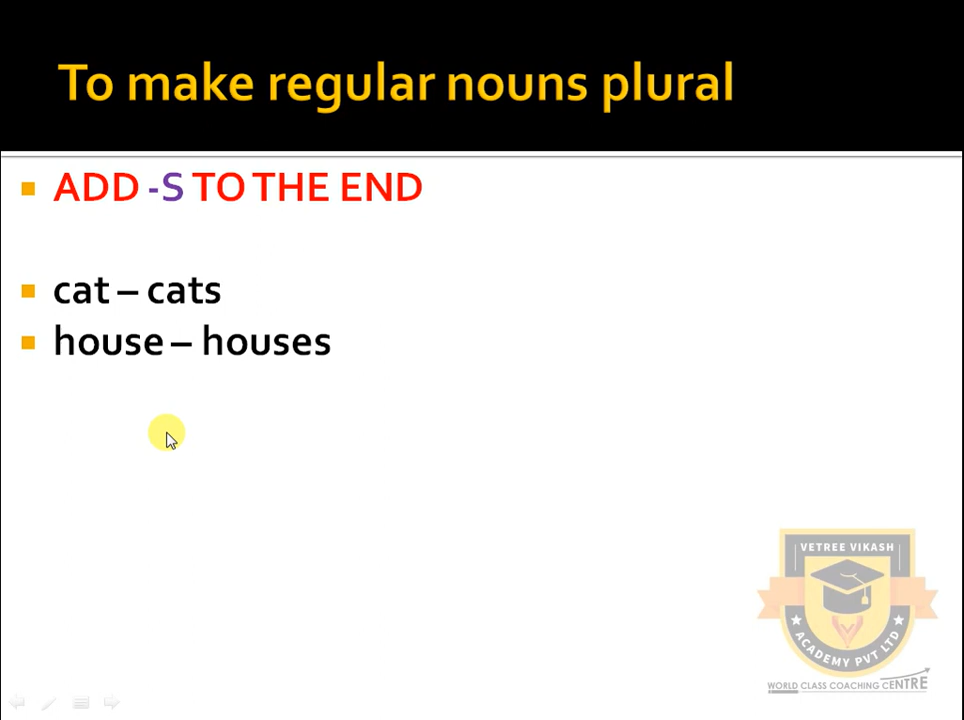 To make regular nouns plural
ADD -S TO THE END
cat – cats
house – houses
VETREE VIKASH
ACADEMY PVT LTD
WORLD CLASS COACHING CENTRE